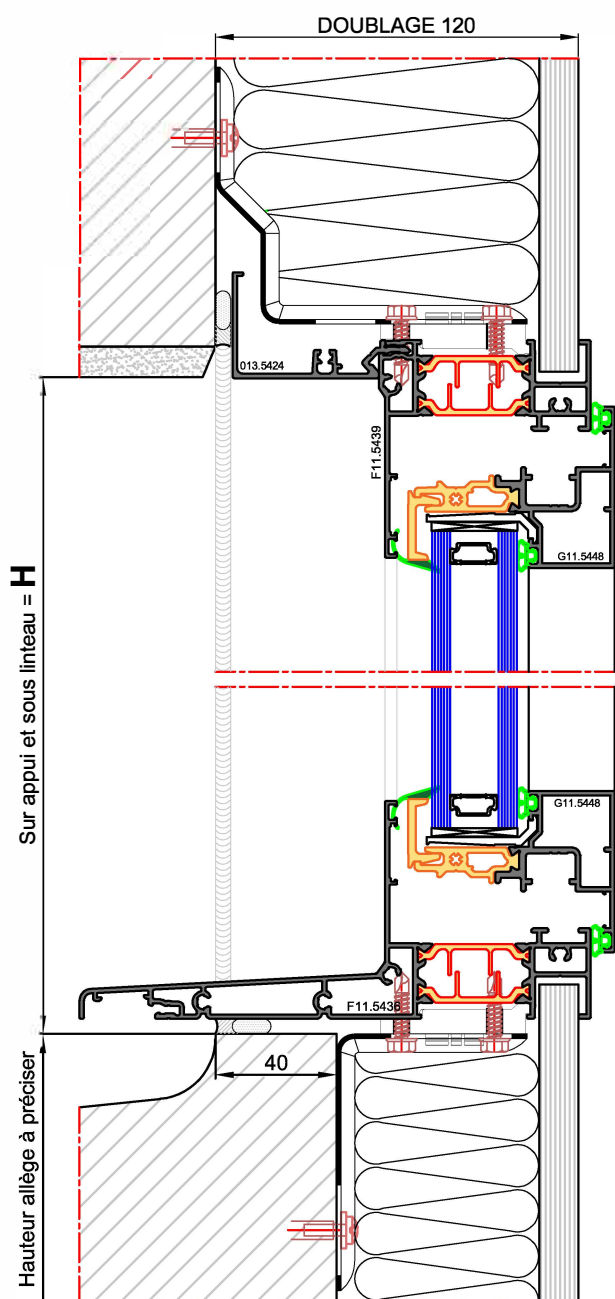 DOUBLAGE 120
013.5424
F11.5439
G11.5448
Sur appui et sous linteau = H
G11.5448
F11.5436
40
Hauteur allège à préciser